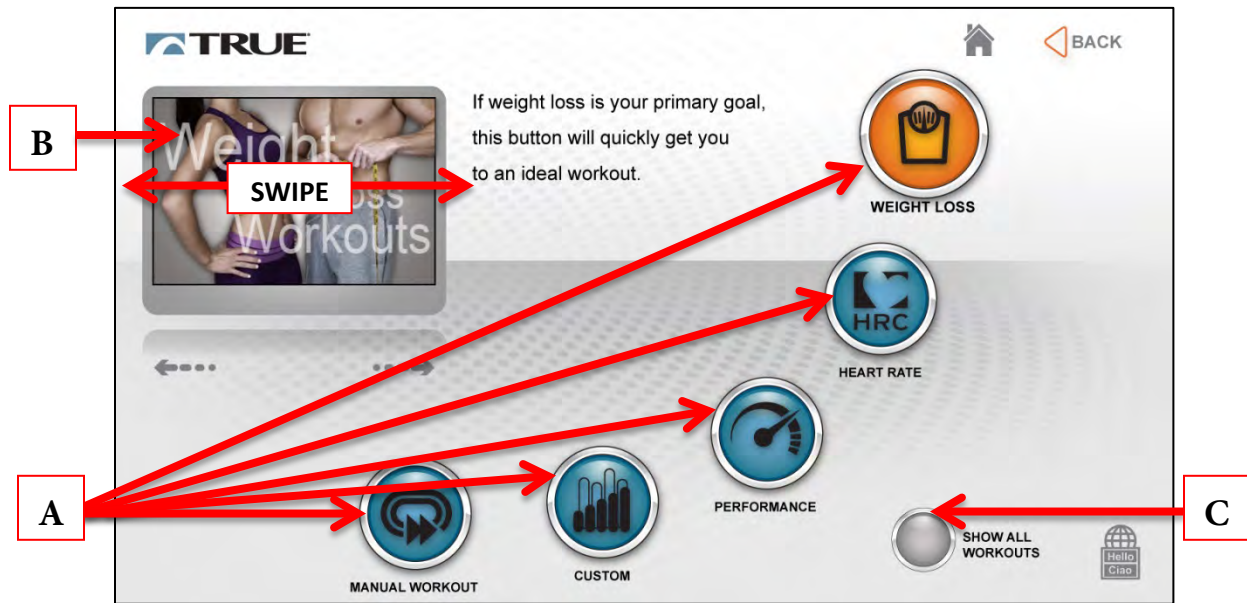 TRUE
BACK
B
Weight
Loss
Workouts
SWIPE
If weight loss is your primary goal,
this button will quickly get you
to an ideal workout.
WEIGHT LOSS
HRC
HEART RATE
PERFORMANCE
A
C
CUSTOM
MANUAL WORKOUT
SHOW ALL
WORKOUTS
Hello
Ciao